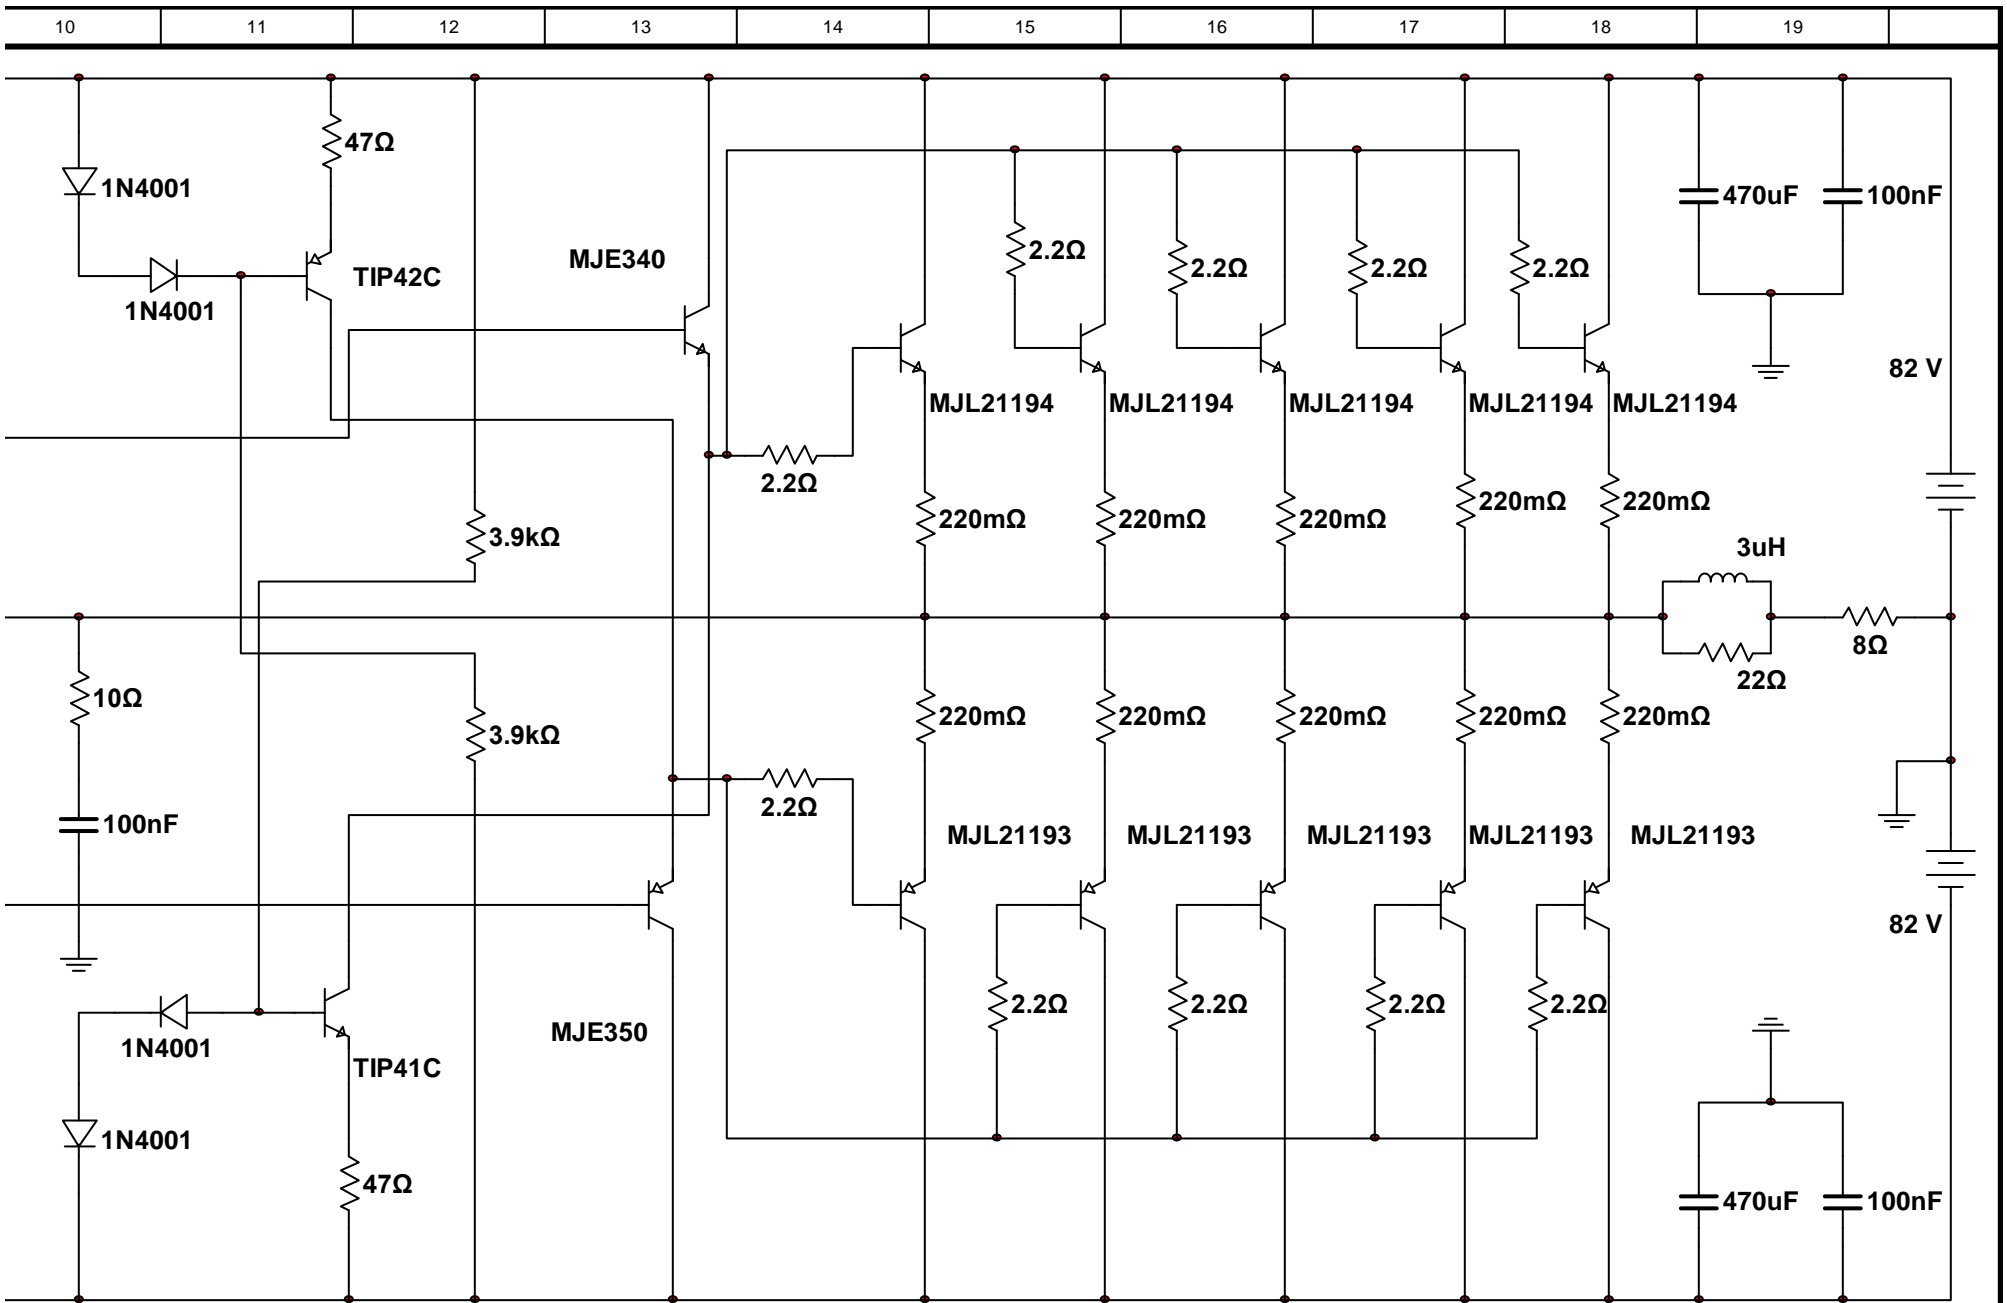 10 11 12 13 14 15 16 17 18 19
47Ω
1N4001
470uF 100nF
2.2Ω
MJE340
2.2Ω 2.2Ω 2.2Ω
TIP42C
1N4001
82 V
MJL21194 MJL21194 MJL21194 MJL21194 MJL21194
2.2Ω
220mΩ 220mΩ
220mΩ 220mΩ 220mΩ
3.9kΩ
3uH
8Ω
22Ω
10Ω
220mΩ 220mΩ 220mΩ 220mΩ 220mΩ
3.9kΩ
2.2Ω
100nF
MJL21193 MJL21193 MJL21193 MJL21193 MJL21193
82 V
2.2Ω 2.2Ω 2.2Ω 2.2Ω
MJE350
1N4001
TIP41C
1N4001
47Ω
470uF 100nF